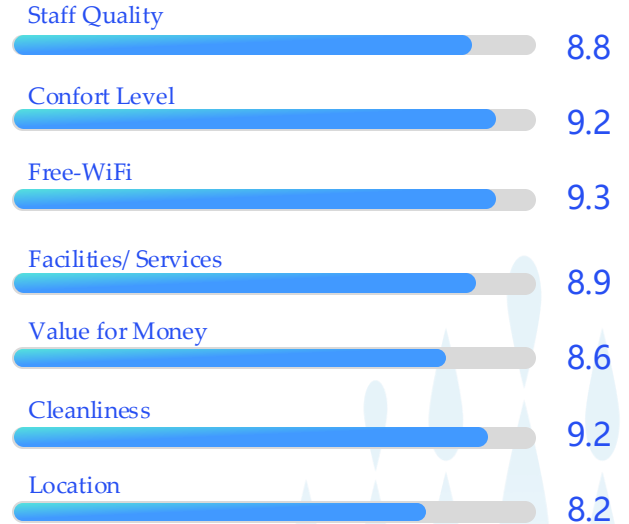 Staff Quality
8.8
Confort Level
9.2
Free-WiFi
9.3
Facilities/ Services
8.9
Value for Money
8.6
Cleanliness
9.2
Location
8.2